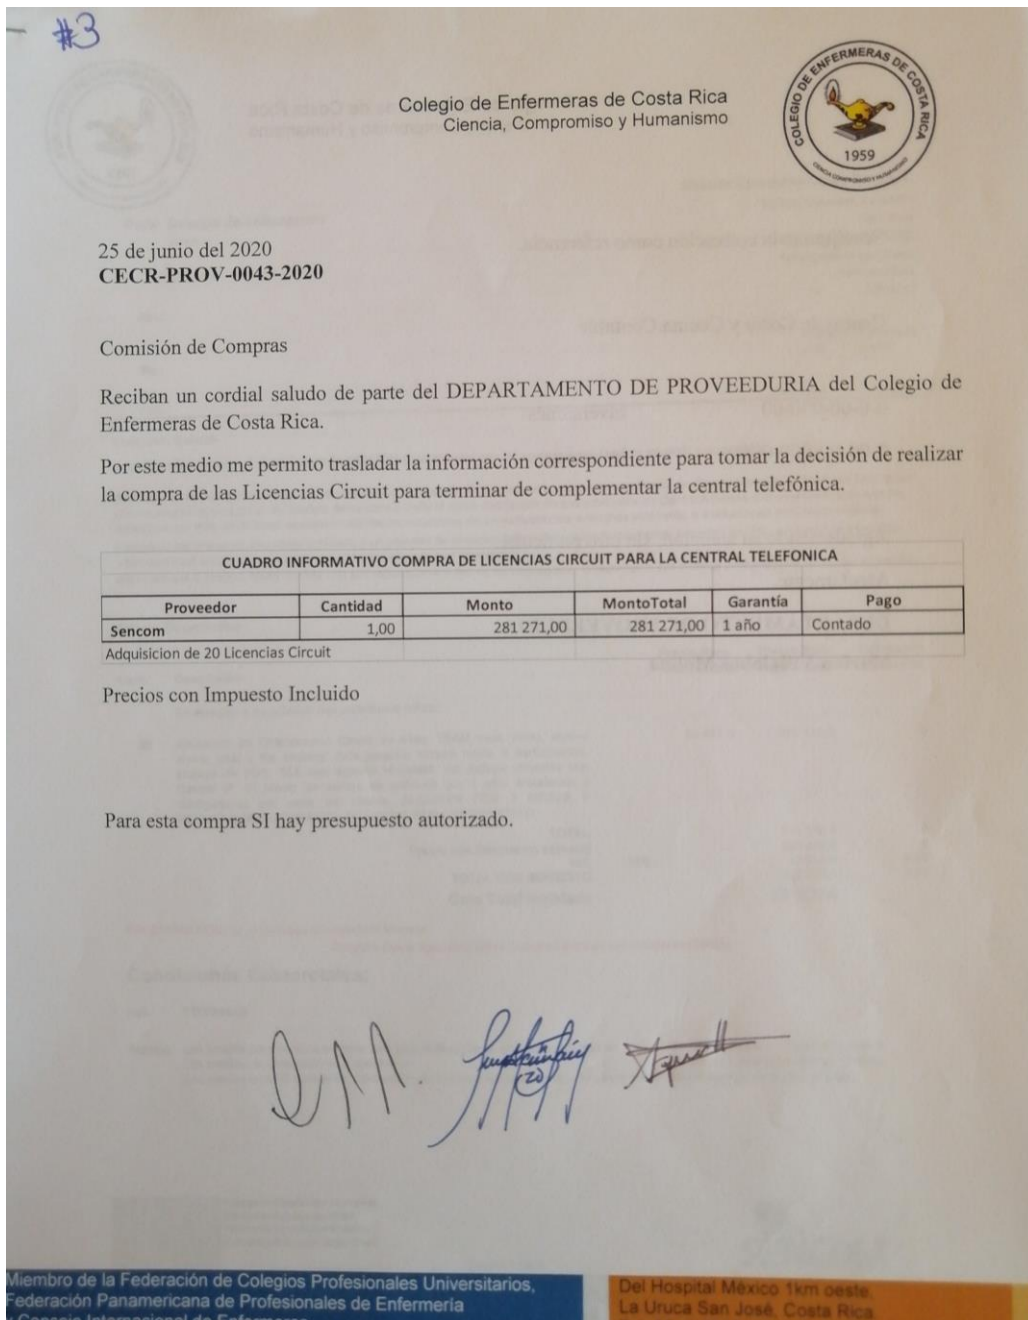 #3
Colegio de Enfermeras de Costa Rica
Ciencia, Compromiso y Humanismo
COLEGIO DE ENFERMERAS DE COSTA RICA
1959
CIENCIA COMPROMISO Y HUMANISMO
25 de junio del 2020
CECR-PROV-0043-2020
Comisión de Compras
Reciban un cordial saludo de parte del DEPARTAMENTO DE PROVEEDURIA del Colegio de
Enfermeras de Costa Rica.
Por este medio me permito trasladar la información correspondiente para tomar la decisión de realizar
la compra de las Licencias Circuit para terminar de complementar la central telefónica.
CUADRO INFORMATIVO COMPRA DE LICENCIAS CIRCUIT PARA LA CENTRAL TELEFONICA
Proveedor Cantidad Monto MontoTotal Garantía Pago
Sencom 1,00 281 271,00 281 271,00 1 año Contado
Adquisicion de 20 Licencias Circuit
Precios con Impuesto Incluido
Para esta compra SI hay presupuesto autorizado.
Miembro de la Federación de Colegios Profesionales Universitarios,
Federación Panamericana de Profesionales de Enfermería
y Consejo Internacional de Enfermeras
Del Hospital México 1km oeste,
La Uruca San José, Costa Rica